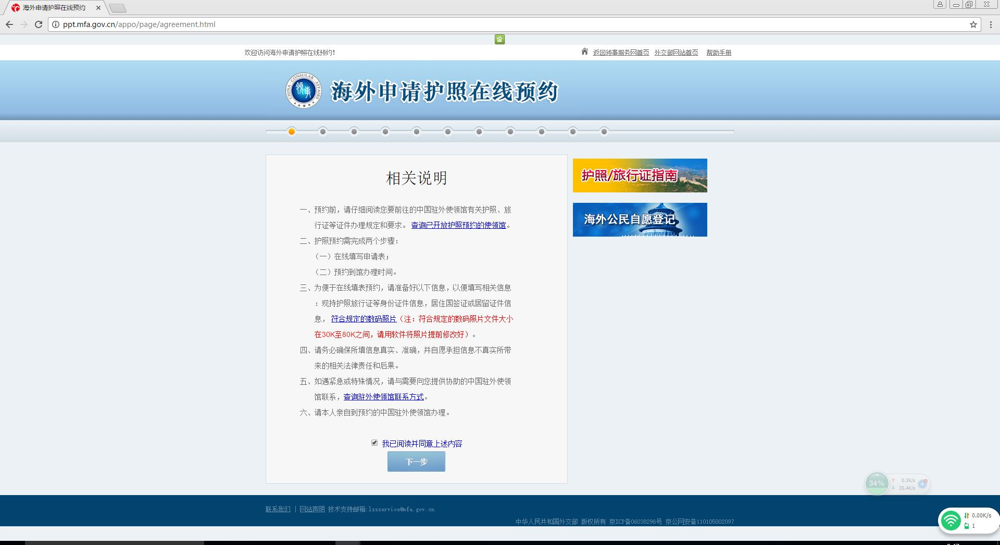 海外申请护照在线预约
ppt.mfa.gov.cn/appo/page/agreement.html
欢迎访问海外申请护照在线预约!
返回领事服务网首页 外交部网站首页 帮助手册
CHINA · CONSULAR · AFFAIRS
领事
海外申请护照在线预约
相关说明
一、预约前，请仔细阅读您要前往的中国驻外使领馆有关护照、旅
行证等证件办理规定和要求。 查询已开放护照预约的使领馆。
二、护照预约需完成两个步骤：
（一）在线填写申请表；
（二）预约到馆办理时间。
三、为便于在线填表预约，请准备好以下信息，以便填写相关信息
：现持护照旅行证等身份证件信息，居住国签证或居留证件信
息， 符合规定的数码照片（注：符合规定的数码照片文件大小
在30K至80K之间，请用软件将照片提前修改好）。
四、请务必确保所填信息真实、准确，并自愿承担信息不真实所带
来的相关法律责任和后果。
五、如遇紧急或特殊情况，请与需要向您提供协助的中国驻外使领
馆联系，查询驻外使领馆联系方式。
六、请本人亲自到预约的中国驻外使领馆办理。
我已阅读并同意上述内容
下一步
护照/旅行证指南
海外公民自愿登记
34%
0.3K/s
35.4K/s
联系我们 | 网站声明 技术支持邮箱:lssservice@mfa.gov.cn
中华人民共和国外交部 版权所有 京ICP备06038296号 京公网安备110105002097
0.00K/s
1